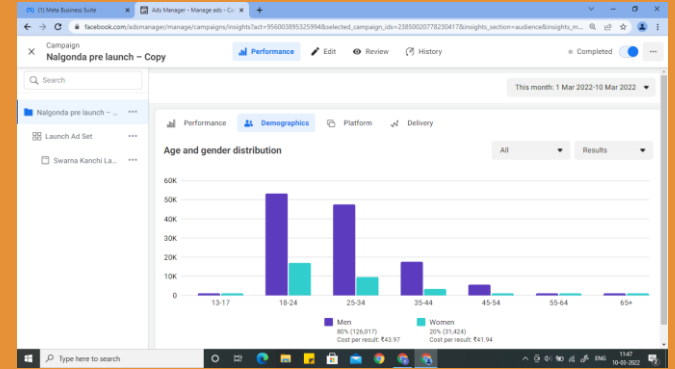 (1) Meta Business Suite
Ads Manager - Manage ads - Co
facebook.com/adsmanager/manage/campaigns/insights?act=956003895325994&selected_campaign_ids=23850020778230417&insights_section=audience&insights_m...
Campaign
Nalgonda pre launch – Copy
Performance
Edit
Review
History
Completed
Search
This month: 1 Mar 2022-10 Mar 2022
Nalgonda pre launch – ...
Launch Ad Set
Swarna Kanchi La...
Performance
Demographics
Platform
Delivery
Age and gender distribution
All
Results
60K
50K
40K
30K
20K
10K
0
13-17 18-24 25-34 35-44 45-54 55-64 65+
Men
80% (126,017)
Cost per result: ₹43.97
Women
20% (31,424)
Cost per result: ₹41.94
Type here to search
ENG
11:47
10-03-2022